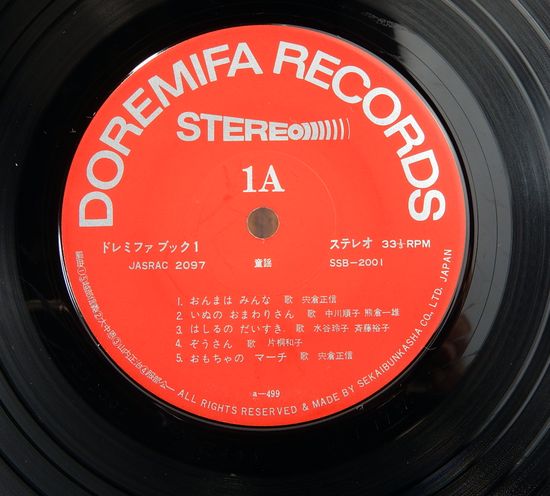 DOREMIFA RECORDS
STEREO
1A
ドレミファ ブック1
ステレオ 33⅓RPM
JASRAC 2097
童謡
SSB-2001
1. おんまは みんな 歌 宍倉正信
2. いぬの おまわりさん 歌 中川順子 熊倉一雄
3. はしるの だいすき 歌 水谷玲子 斉藤裕子
4. ぞうさん 歌 片桐和子
5. おもちゃの マーチ 歌 宍倉正信
a-499
ALL RIGHTS RESERVED & MADE BY SEKAIBUNKASHA CO., LTD. JAPAN